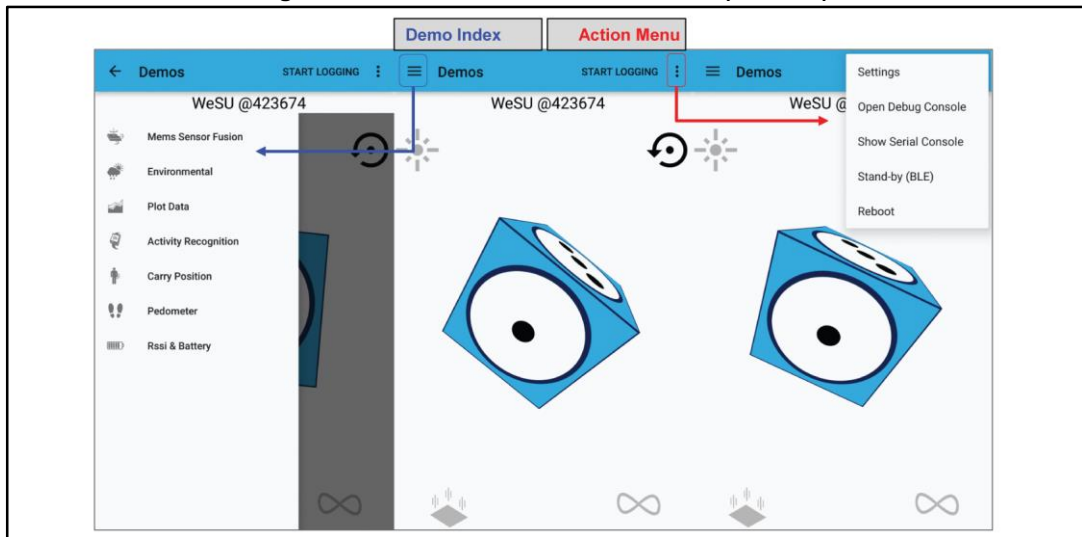 Demo Index
Action Menu
Demos
START LOGGING
WeSU @423674
Mems Sensor Fusion
Environmental
Plot Data
Activity Recognition
Carry Position
Pedometer
Rssi & Battery
Demos
START LOGGING
WeSU @423674
Demos
WeSU @
Settings
Open Debug Console
Show Serial Console
Stand-by (BLE)
Reboot